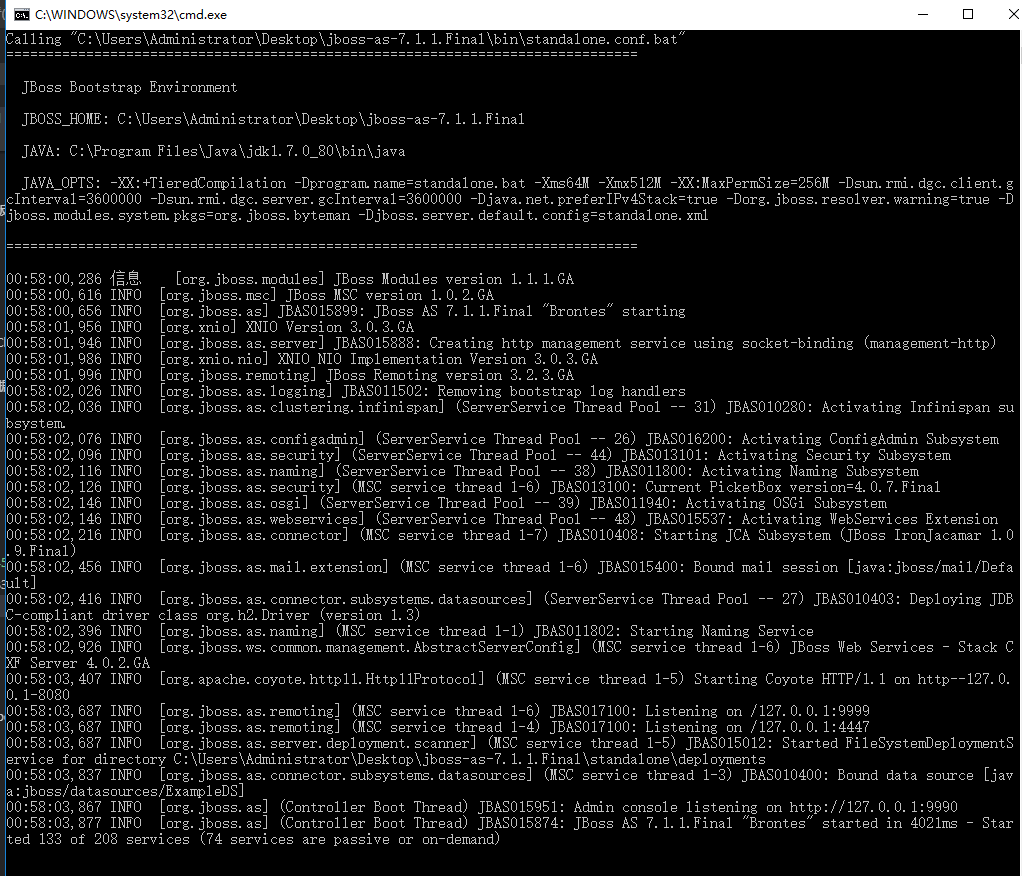 C:\WINDOWS\system32\cmd.exe
Calling "C:\Users\Administrator\Desktop\jboss-as-7.1.1.Final\bin\standalone.conf.bat"
===============================================================================
JBoss Bootstrap Environment
JBOSS_HOME: C:\Users\Administrator\Desktop\jboss-as-7.1.1.Final
JAVA: C:\Program Files\Java\jdk1.7.0_80\bin\java
JAVA_OPTS: -XX:+TieredCompilation -Dprogram.name=standalone.bat -Xms64M -Xmx512M -XX:MaxPermSize=256M -Dsun.rmi.dgc.client.g
cInterval=3600000 -Dsun.rmi.dgc.server.gcInterval=3600000 -Djava.net.preferIPv4Stack=true -Dorg.jboss.resolver.warning=true -D
jboss.modules.system.pkgs=org.jboss.byteman -Djboss.server.default.config=standalone.xml
===============================================================================
00:58:00,286 信息    [org.jboss.modules] JBoss Modules version 1.1.1.GA
00:58:00,616 INFO  [org.jboss.msc] JBoss MSC version 1.0.2.GA
00:58:00,656 INFO  [org.jboss.as] JBAS015899: JBoss AS 7.1.1.Final "Brontes" starting
00:58:01,956 INFO  [org.xnio] XNIO Version 3.0.3.GA
00:58:01,946 INFO  [org.jboss.as.server] JBAS015888: Creating http management service using socket-binding (management-http)
00:58:01,986 INFO  [org.xnio.nio] XNIO NIO Implementation Version 3.0.3.GA
00:58:01,996 INFO  [org.jboss.remoting] JBoss Remoting version 3.2.3.GA
00:58:02,026 INFO  [org.jboss.as.logging] JBAS011502: Removing bootstrap log handlers
00:58:02,036 INFO  [org.jboss.as.clustering.infinispan] (ServerService Thread Pool -- 31) JBAS010280: Activating Infinispan su
bsystem.
00:58:02,076 INFO  [org.jboss.as.configadmin] (ServerService Thread Pool -- 26) JBAS016200: Activating ConfigAdmin Subsystem
00:58:02,096 INFO  [org.jboss.as.security] (ServerService Thread Pool -- 44) JBAS013101: Activating Security Subsystem
00:58:02,116 INFO  [org.jboss.as.naming] (ServerService Thread Pool -- 38) JBAS011800: Activating Naming Subsystem
00:58:02,126 INFO  [org.jboss.as.security] (MSC service thread 1-6) JBAS013100: Current PicketBox version=4.0.7.Final
00:58:02,146 INFO  [org.jboss.as.osgi] (ServerService Thread Pool -- 39) JBAS011940: Activating OSGi Subsystem
00:58:02,146 INFO  [org.jboss.as.webservices] (ServerService Thread Pool -- 48) JBAS015537: Activating WebServices Extension
00:58:02,216 INFO  [org.jboss.as.connector] (MSC service thread 1-7) JBAS010408: Starting JCA Subsystem (JBoss IronJacamar 1.0
.9.Final)
00:58:02,456 INFO  [org.jboss.as.mail.extension] (MSC service thread 1-6) JBAS015400: Bound mail session [java:jboss/mail/Defa
ult]
00:58:02,416 INFO  [org.jboss.as.connector.subsystems.datasources] (ServerService Thread Pool -- 27) JBAS010403: Deploying JDB
C-compliant driver class org.h2.Driver (version 1.3)
00:58:02,396 INFO  [org.jboss.as.naming] (MSC service thread 1-1) JBAS011802: Starting Naming Service
00:58:02,926 INFO  [org.jboss.ws.common.management.AbstractServerConfig] (MSC service thread 1-6) JBoss Web Services - Stack C
XF Server 4.0.2.GA
00:58:03,407 INFO  [org.apache.coyote.http11.Http11Protocol] (MSC service thread 1-5) Starting Coyote HTTP/1.1 on http--127.0.
0.1-8080
00:58:03,687 INFO  [org.jboss.as.remoting] (MSC service thread 1-6) JBAS017100: Listening on /127.0.0.1:9999
00:58:03,687 INFO  [org.jboss.as.remoting] (MSC service thread 1-4) JBAS017100: Listening on /127.0.0.1:4447
00:58:03,687 INFO  [org.jboss.as.server.deployment.scanner] (MSC service thread 1-5) JBAS015012: Started FileSystemDeploymentS
ervice for directory C:\Users\Administrator\Desktop\jboss-as-7.1.1.Final\standalone\deployments
00:58:03,837 INFO  [org.jboss.as.connector.subsystems.datasources] (MSC service thread 1-3) JBAS010400: Bound data source [jav
a:jboss/datasources/ExampleDS]
00:58:03,867 INFO  [org.jboss.as] (Controller Boot Thread) JBAS015951: Admin console listening on http://127.0.0.1:9990
00:58:03,877 INFO  [org.jboss.as] (Controller Boot Thread) JBAS015874: JBoss AS 7.1.1.Final "Brontes" started in 4021ms - Star
ted 133 of 208 services (74 services are passive or on-demand)